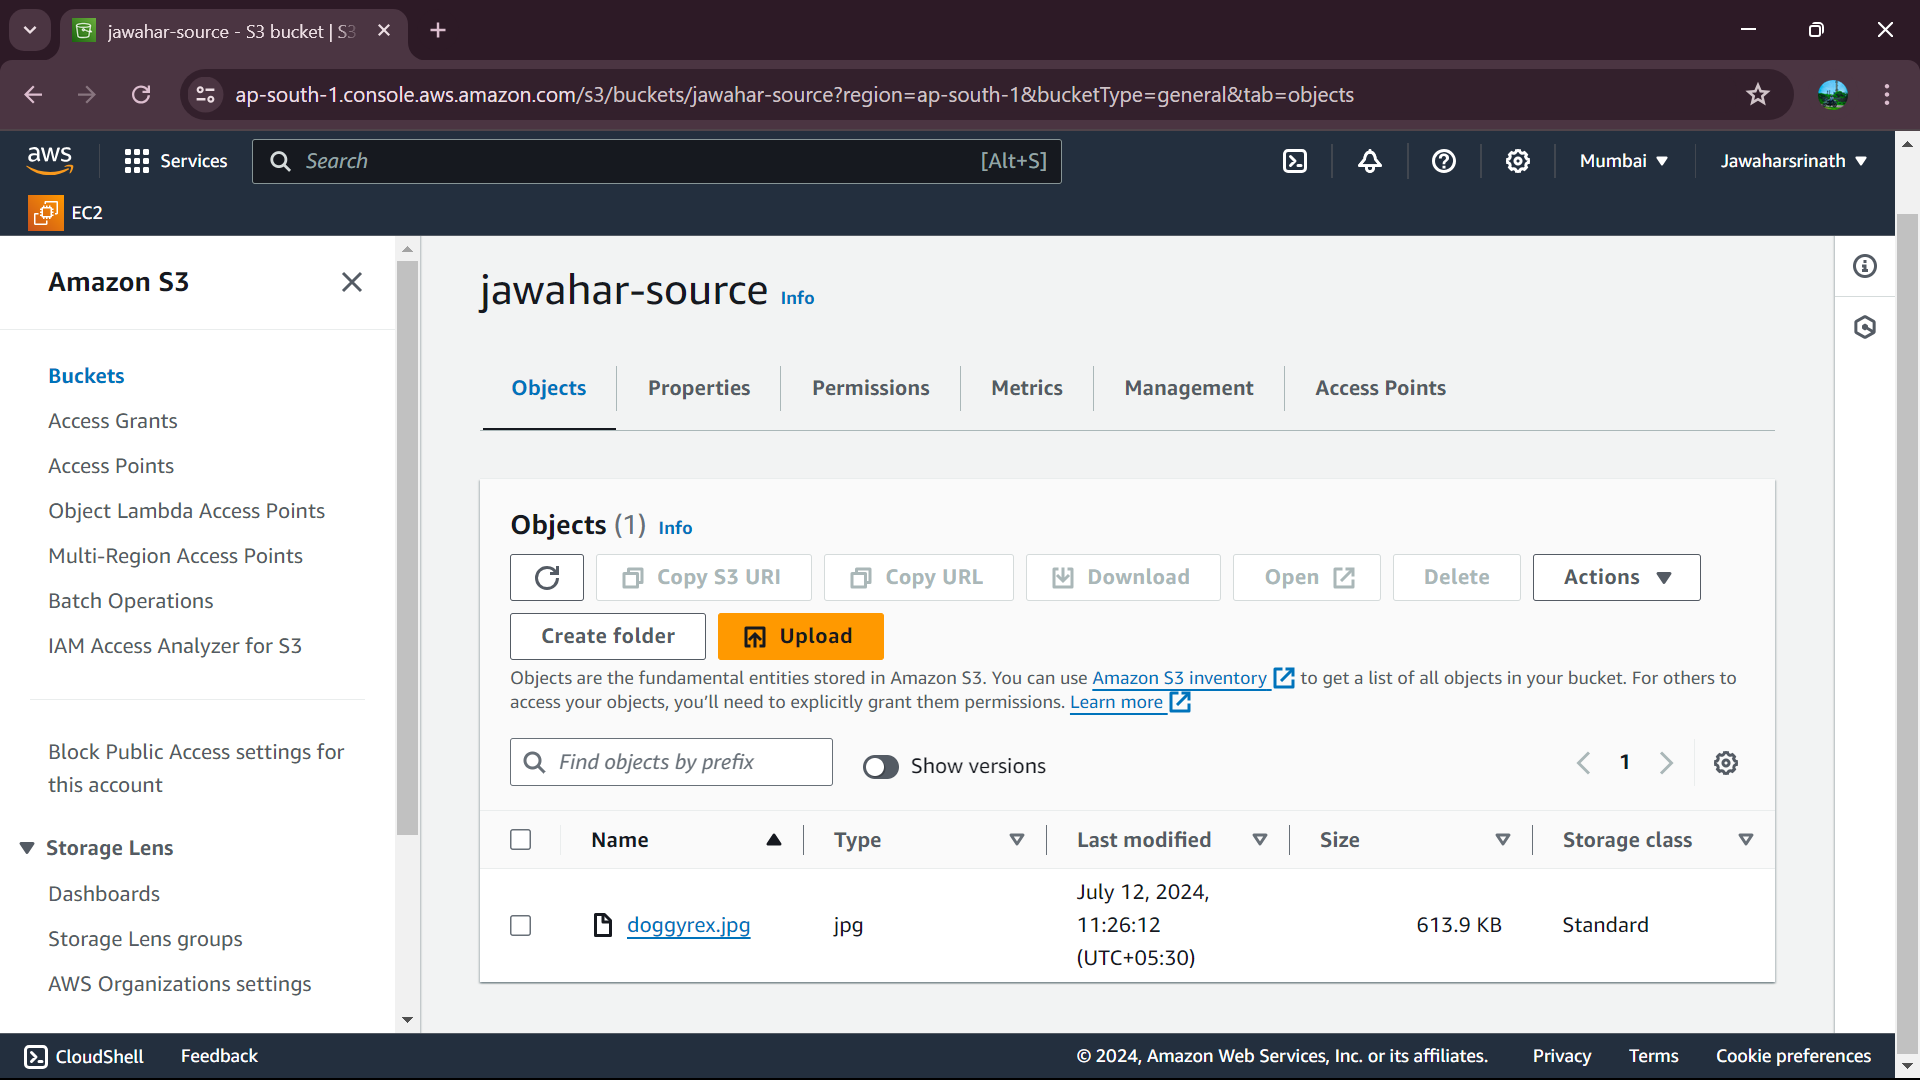 jawahar-source - S3 bucket | S3
ap-south-1.console.aws.amazon.com/s3/buckets/jawahar-source?region=ap-south-1&bucketType=general&tab=objects
aws
Services
Search
[Alt+S]
Mumbai
Jawaharsrinath
EC2
Amazon S3
Buckets
Access Grants
Access Points
Object Lambda Access Points
Multi-Region Access Points
Batch Operations
IAM Access Analyzer for S3
Block Public Access settings for
this account
Storage Lens
Dashboards
Storage Lens groups
AWS Organizations settings
jawahar-source Info
Objects
Properties
Permissions
Metrics
Management
Access Points
Objects (1) Info
Copy S3 URI
Copy URL
Download
Open
Delete
Actions
Create folder
Upload
Objects are the fundamental entities stored in Amazon S3. You can use Amazon S3 inventory to get a list of all objects in your bucket. For others to
access your objects, you'll need to explicitly grant them permissions. Learn more
Find objects by prefix
Show versions
1
Name
Type
Last modified
Size
Storage class
doggyrex.jpg
jpg
July 12, 2024,
11:26:12
(UTC+05:30)
613.9 KB
Standard
CloudShell
Feedback
© 2024, Amazon Web Services, Inc. or its affiliates.
Privacy
Terms
Cookie preferences